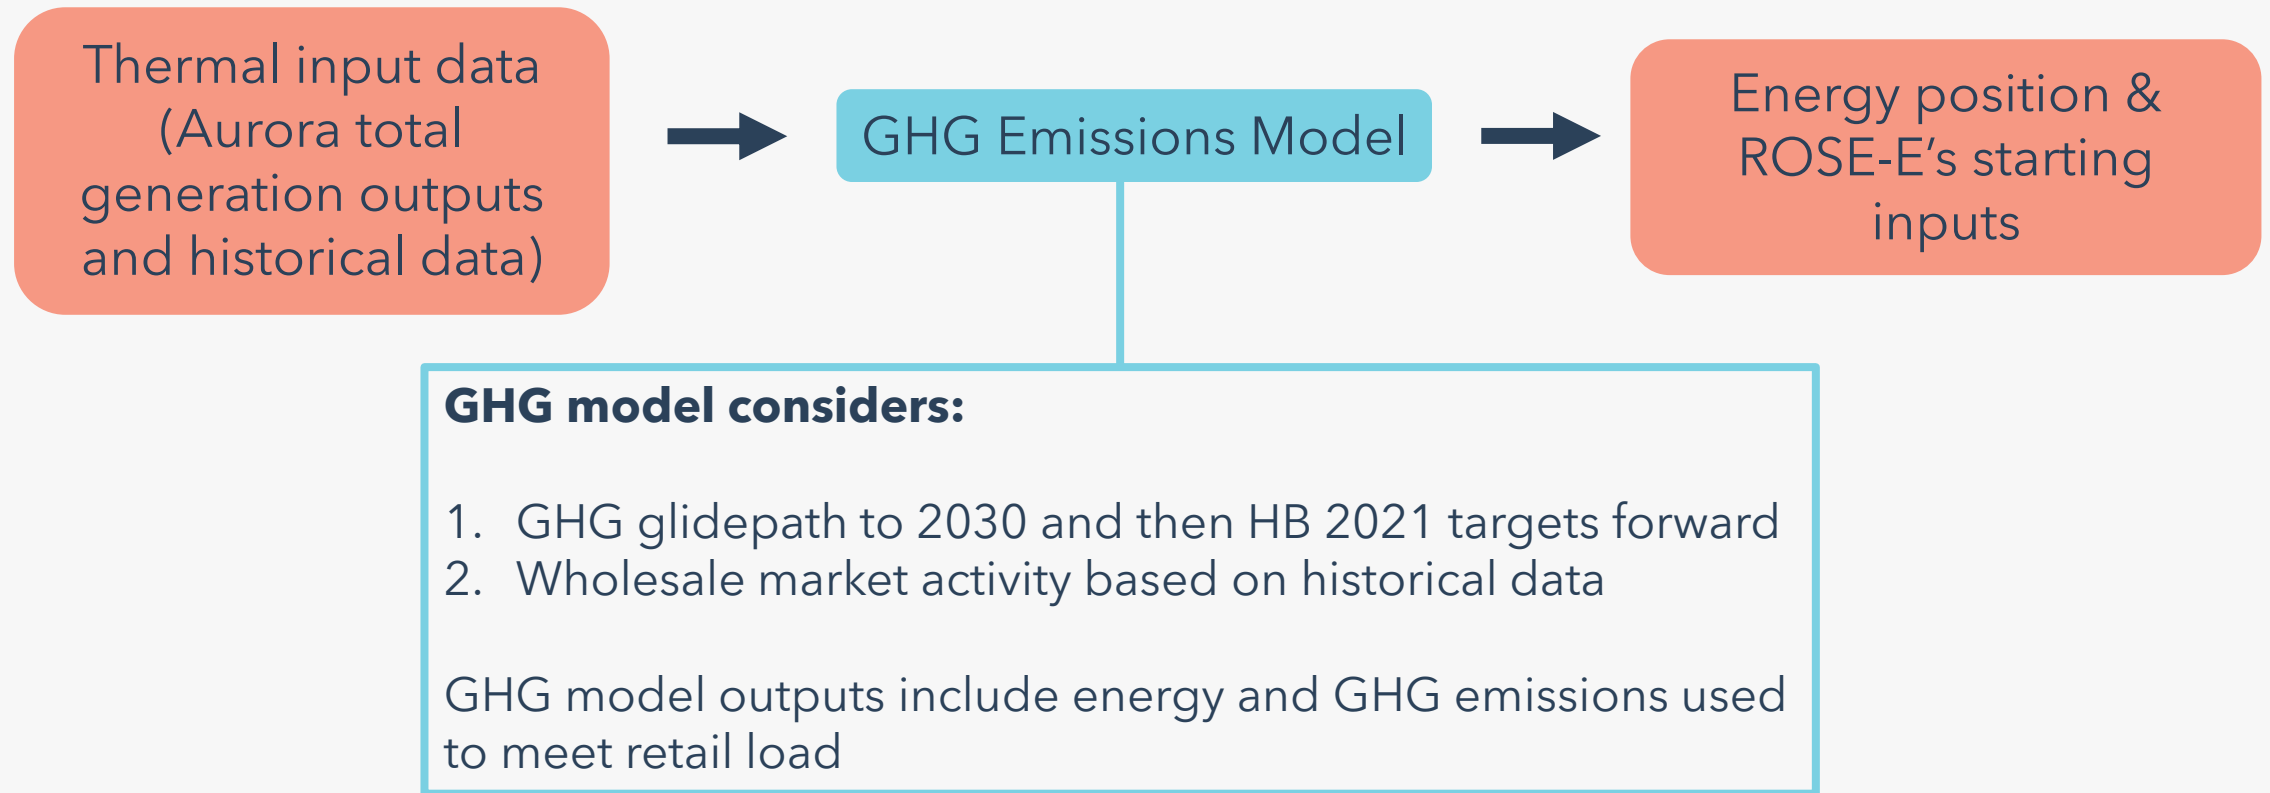 Thermal input data
(Aurora total
generation outputs
and historical data)
GHG Emissions Model
Energy position &
ROSE-E’s starting
inputs
GHG model considers:
1. GHG glidepath to 2030 and then HB 2021 targets forward
2. Wholesale market activity based on historical data
GHG model outputs include energy and GHG emissions used
to meet retail load